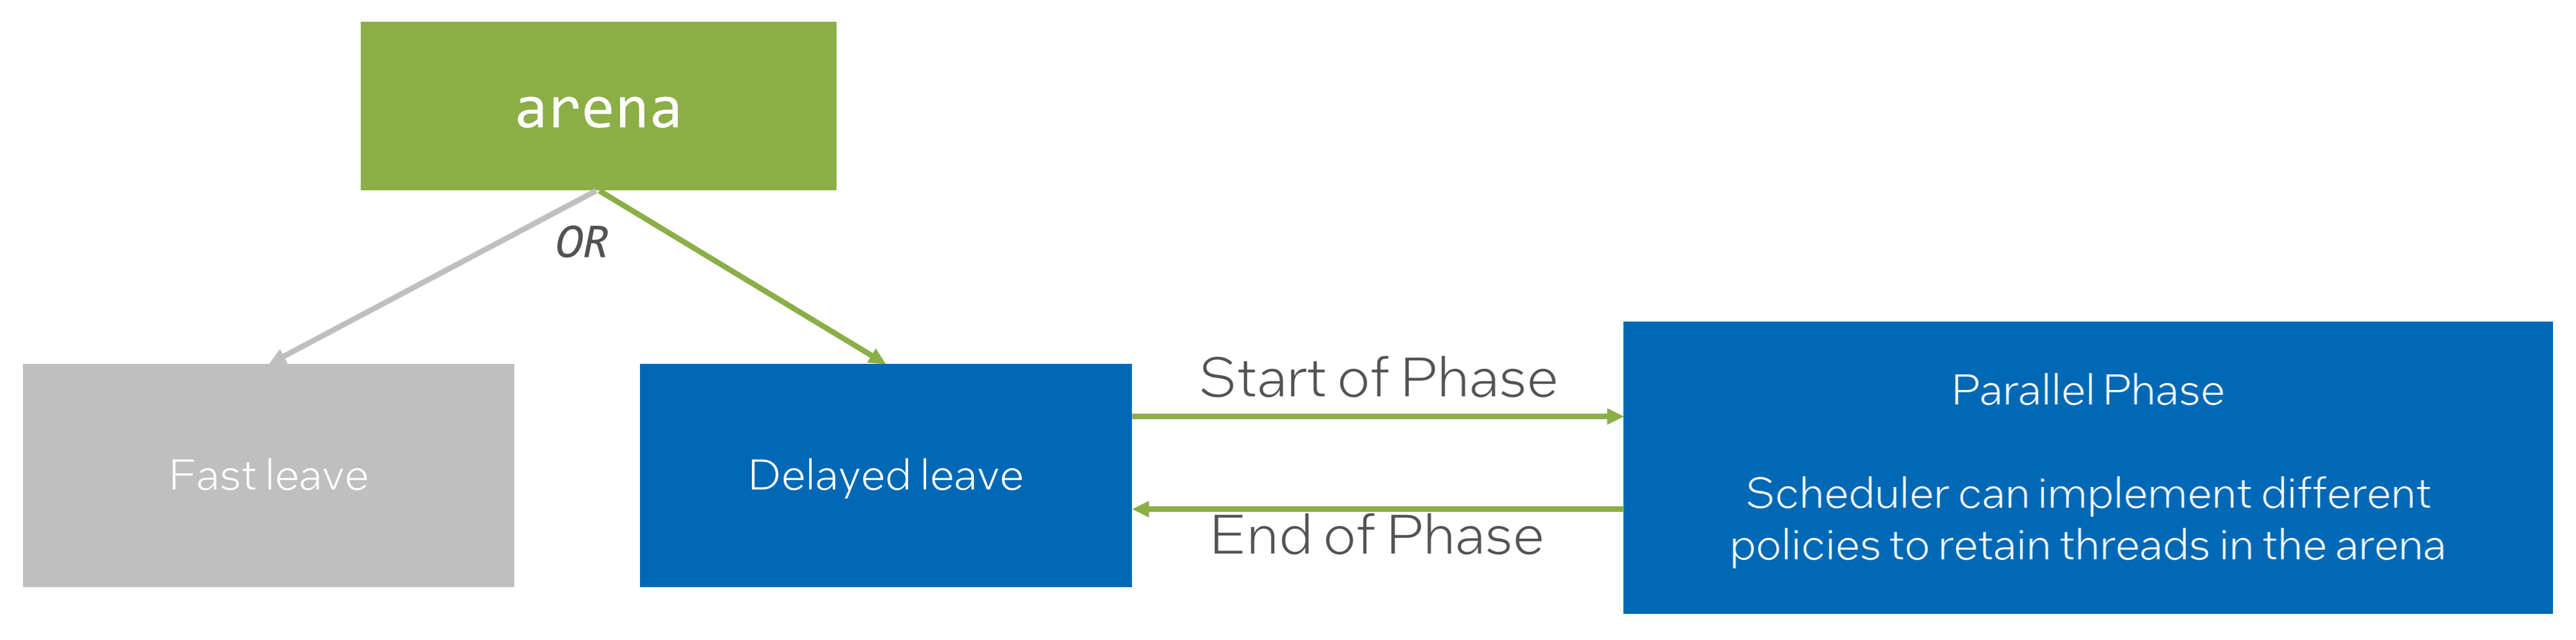 arena
OR
Fast leave
Delayed leave
Start of Phase
End of Phase
Parallel Phase
Scheduler can implement different
policies to retain threads in the arena